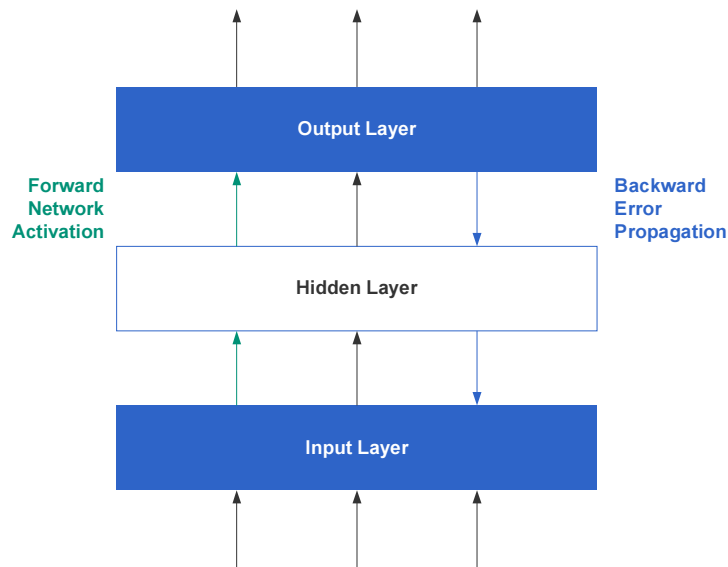 Output Layer
Forward
Network
Activation
Backward
Error
Propagation
Hidden Layer
Input Layer